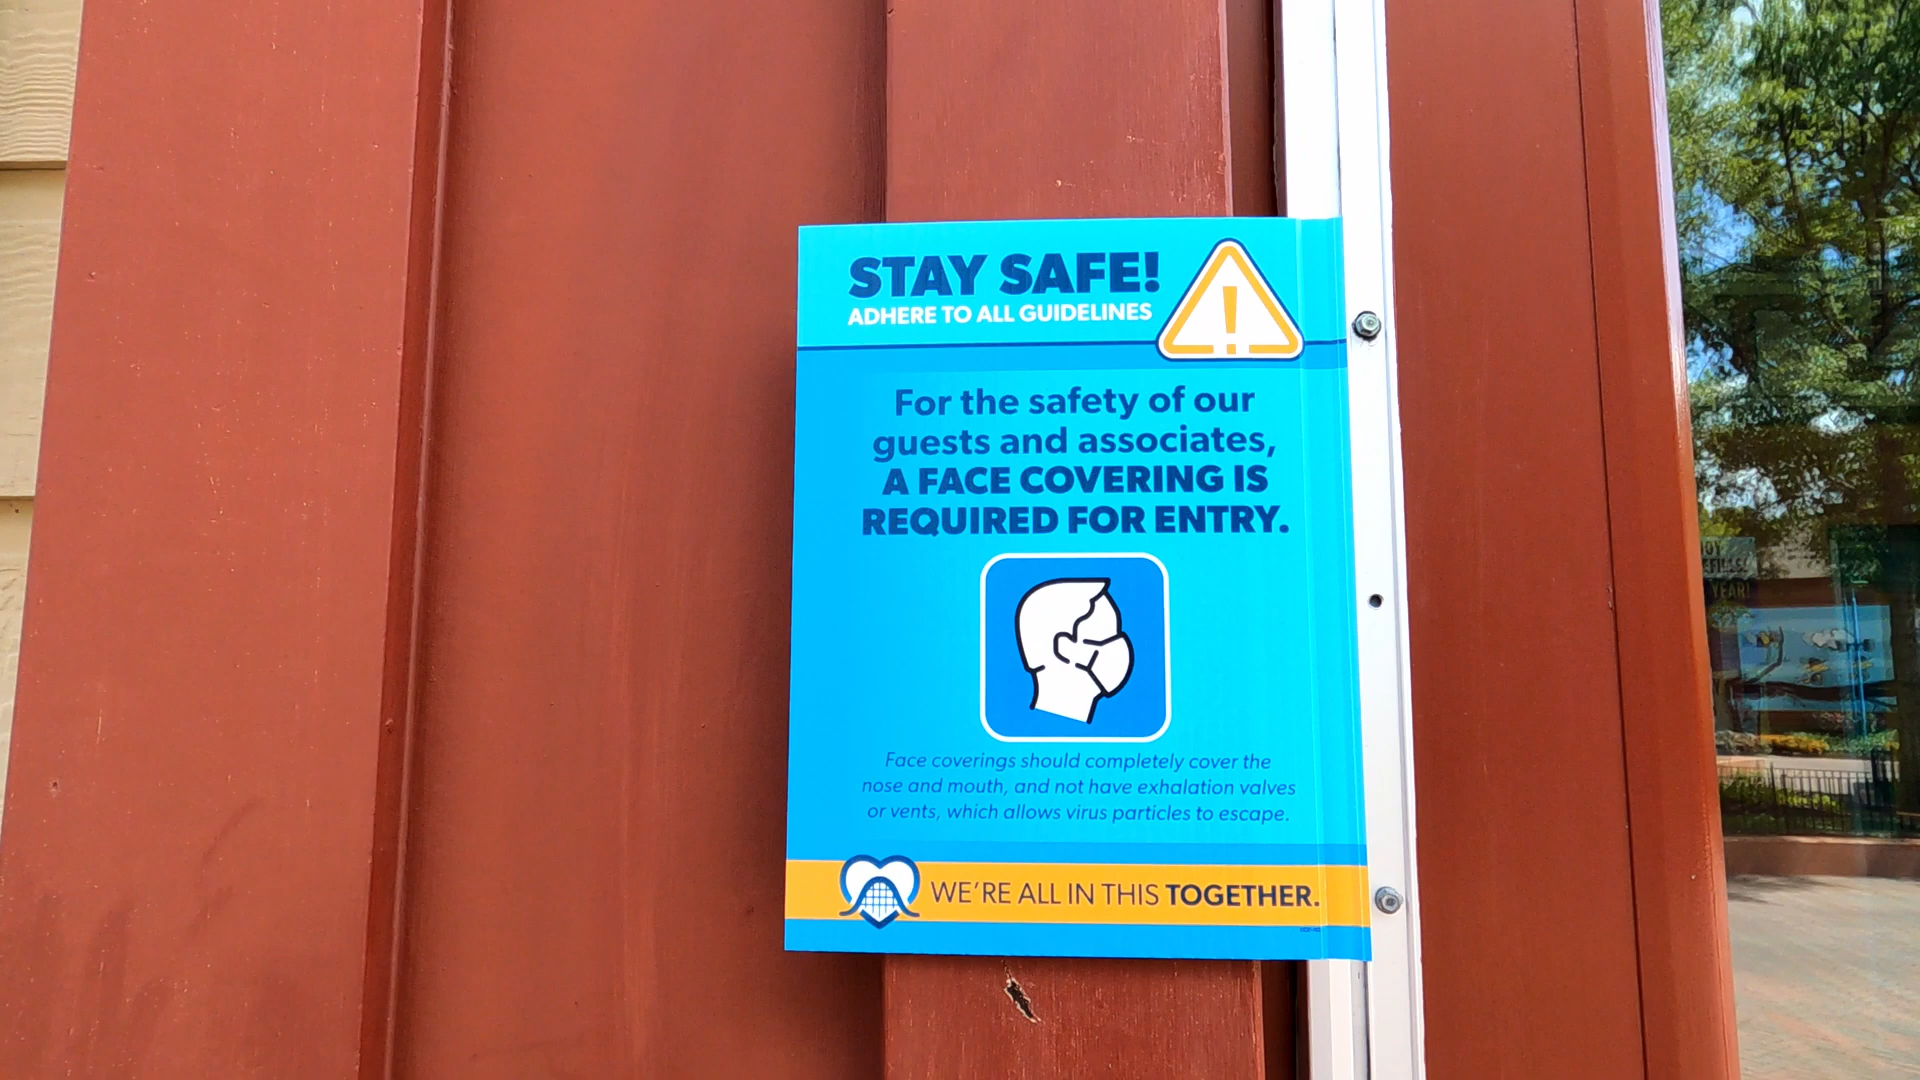 STAY SAFE!
ADHERE TO ALL GUIDELINES
For the safety of our
guests and associates,
A FACE COVERING IS
REQUIRED FOR ENTRY.
Face coverings should completely cover the
nose and mouth, and not have exhalation valves
or vents, which allows virus particles to escape.
WE'RE ALL IN THIS TOGETHER.
YEAR!